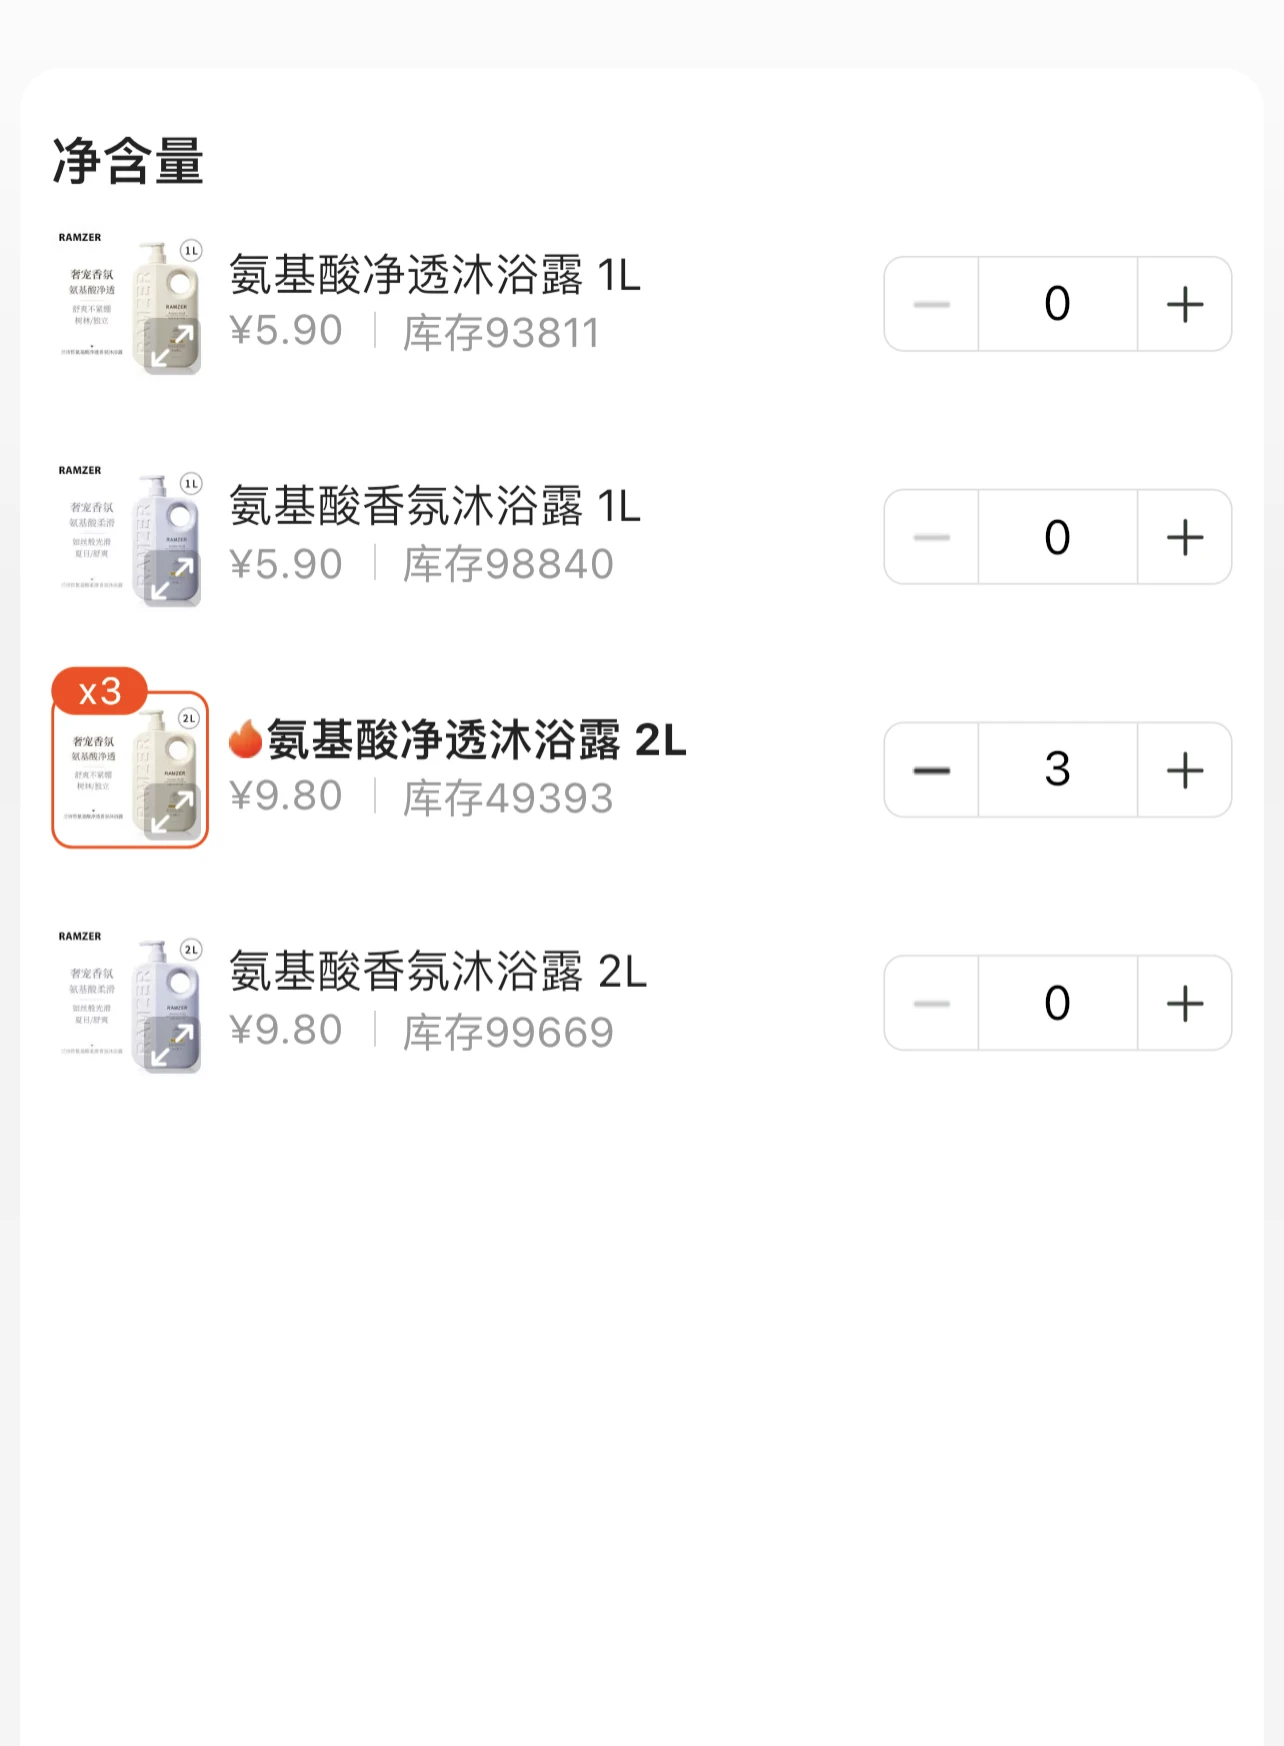 净含量
RAMZER
1L
奢宠香氛
氨基酸净透
舒爽不紧绷
树林/独立
RAMZER
氨基酸净透沐浴露 1L
¥5.90
库存93811
0
RAMZER
1L
奢宠香氛
氨基酸柔滑
如丝般光滑
夏日/舒爽
RAMZER
氨基酸香氛沐浴露 1L
¥5.90
库存98840
0
x3
2L
奢宠香氛
氨基酸净透
舒爽不紧绷
树林/独立
RAMZER
🔥氨基酸净透沐浴露 2L
¥9.80
库存49393
3
RAMZER
2L
奢宠香氛
氨基酸柔滑
如丝般光滑
夏日/舒爽
RAMZER
氨基酸香氛沐浴露 2L
¥9.80
库存99669
0